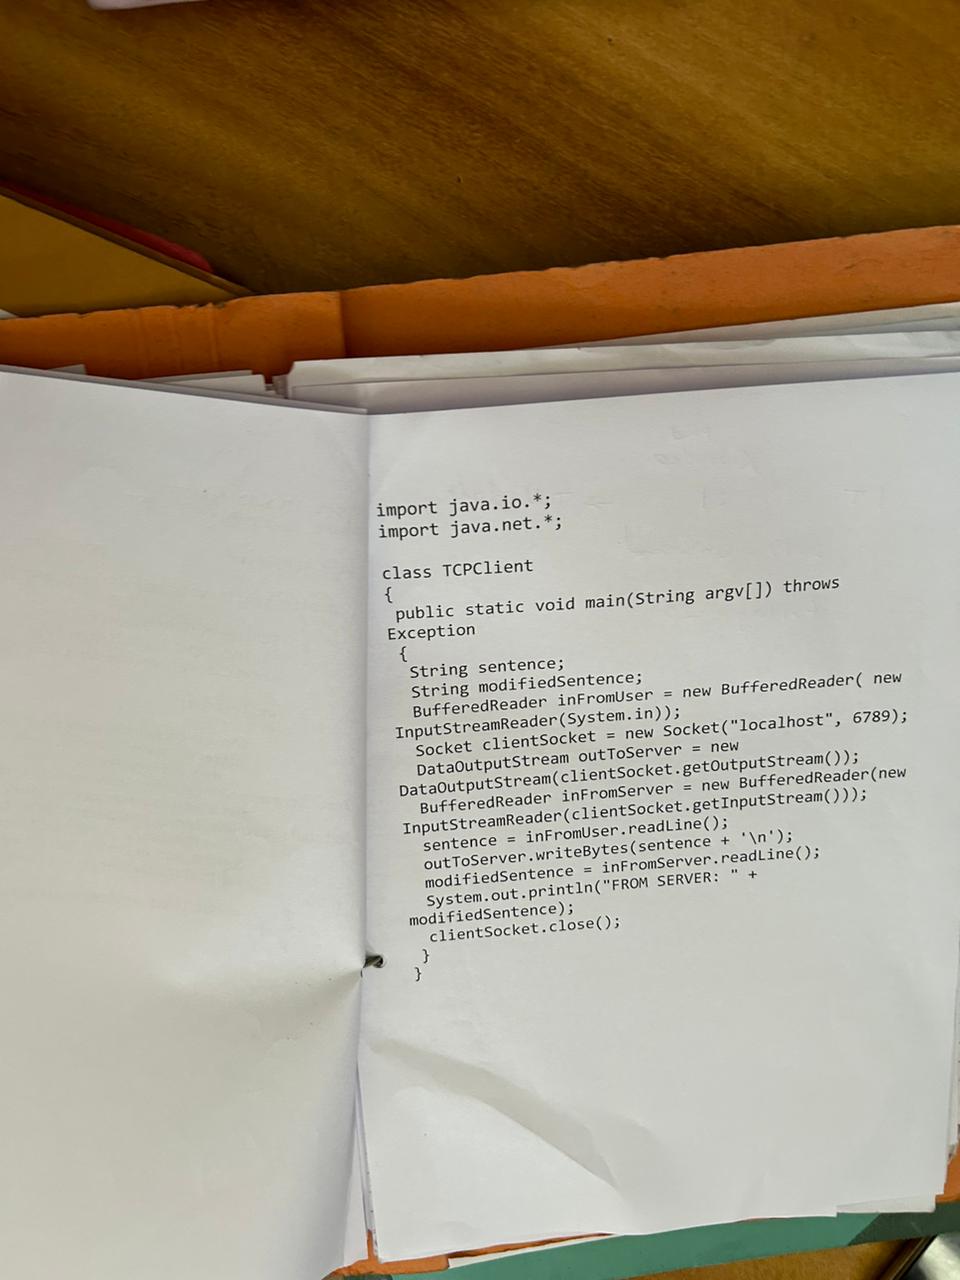 import java.io.*;
import java.net.*;
class TCPClient
{
public static void main(String argv[]) throws
Exception
{
String sentence;
String modifiedSentence;
BufferedReader inFromUser = new BufferedReader( new
InputStreamReader(System.in));
Socket clientSocket = new Socket("localhost", 6789);
DataOutputStream outToServer = new
DataOutputStream(clientSocket.getOutputStream());
BufferedReader inFromServer = new BufferedReader(new
InputStreamReader(clientSocket.getInputStream()));
sentence = inFromUser.readLine();
outToServer.writeBytes(sentence + '\n');
modifiedSentence = inFromServer.readLine();
System.out.println("FROM SERVER: " +
modifiedSentence);
clientSocket.close();
}
}